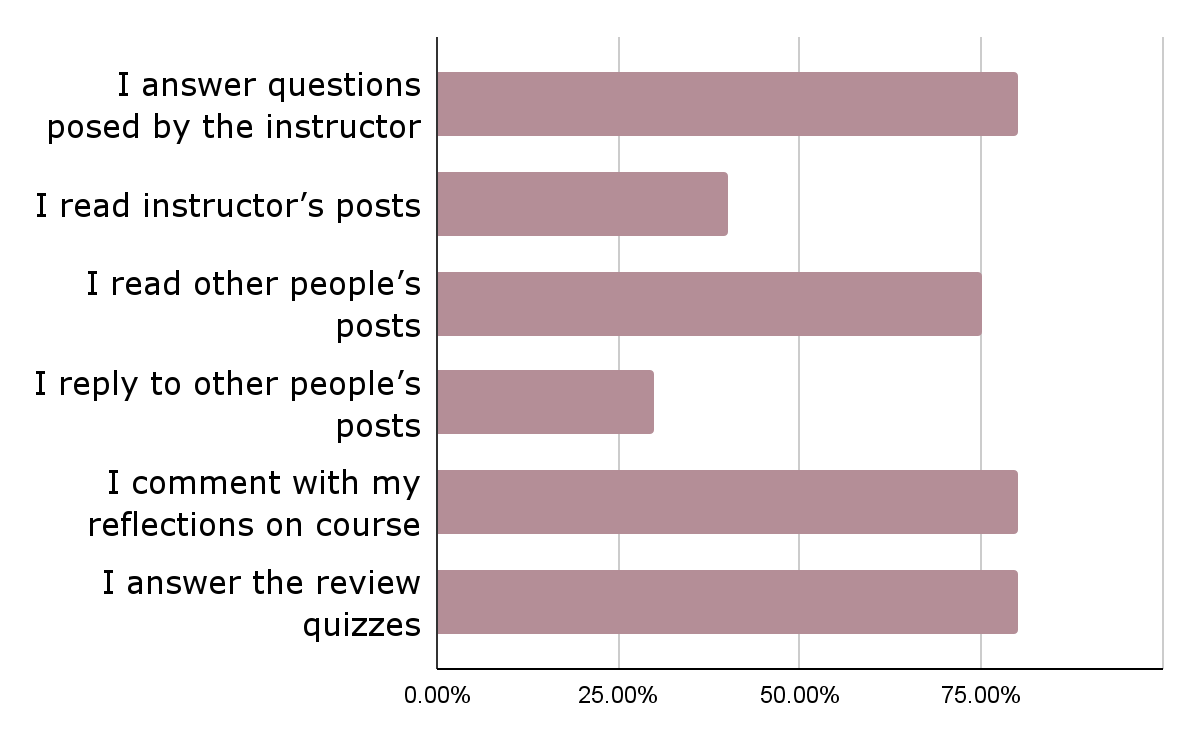 I answer questions
posed by the instructor
I read instructor’s posts
I read other people’s
posts
I reply to other people’s
posts
I comment with my
reflections on course
I answer the review
quizzes
0.00% 25.00% 50.00% 75.00%